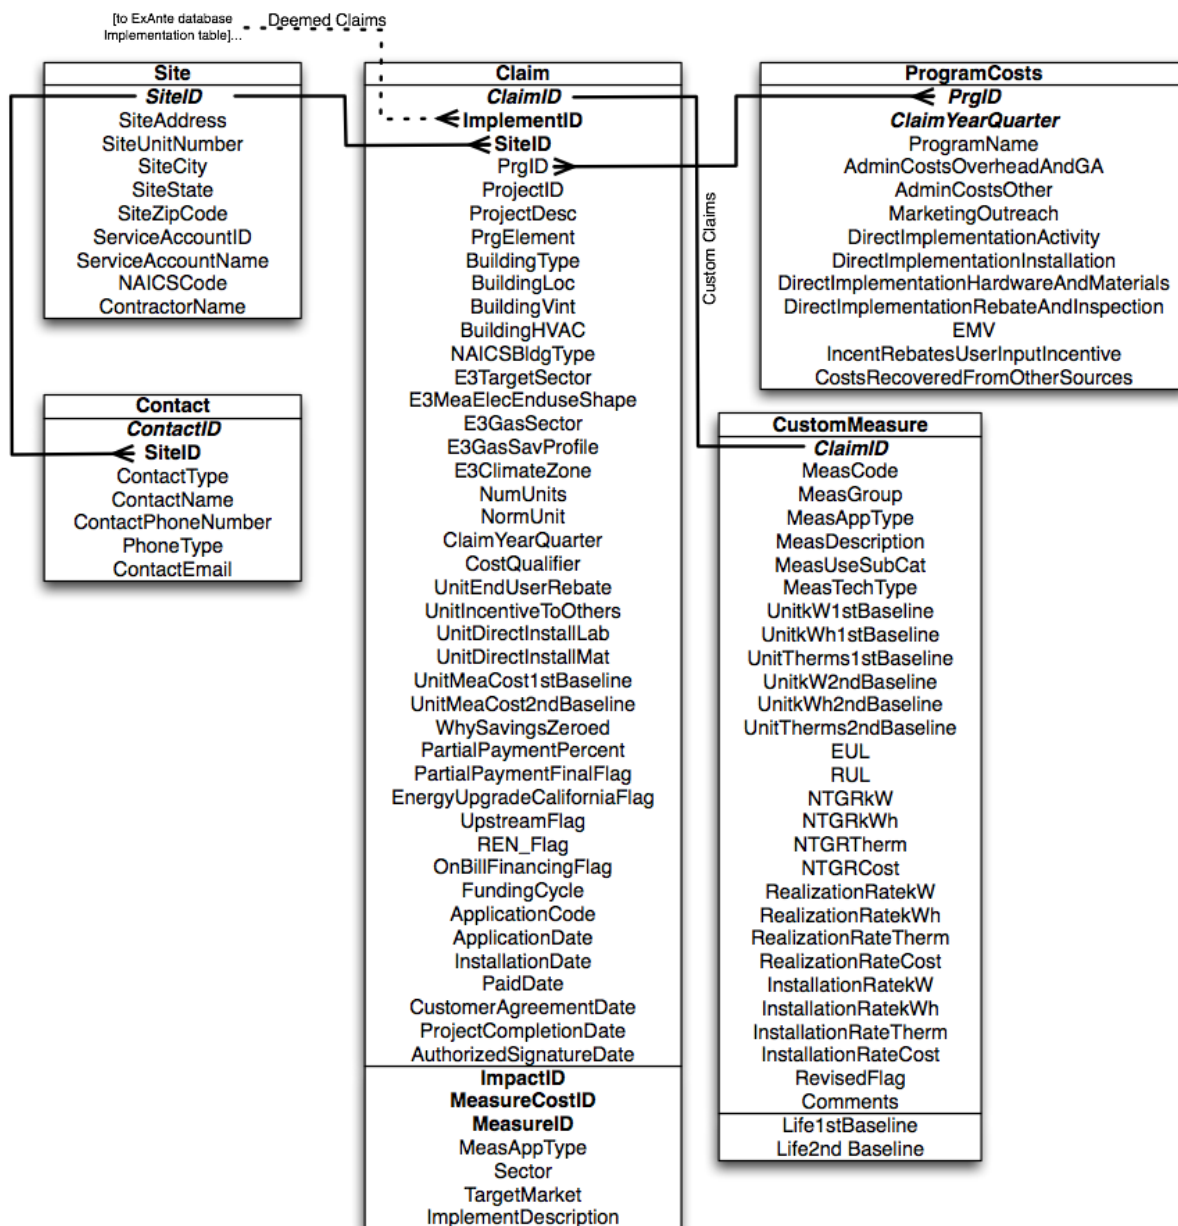 [to ExAnte database
Implementation table]...
Deemed Claims
Site
SiteID
SiteAddress
SiteUnitNumber
SiteCity
SiteState
SiteZipCode
ServiceAccountID
ServiceAccountName
NAICSCode
ContractorName
Contact
ContactID
SiteID
ContactType
ContactName
ContactPhoneNumber
PhoneType
ContactEmail
Claim
ClaimID
ImplementID
SiteID
PrgID
ProjectID
ProjectDesc
PrgElement
BuildingType
BuildingLoc
BuildingVint
BuildingHVAC
NAICSBldgType
E3TargetSector
E3MeaElecEnduseShape
E3GasSector
E3GasSavProfile
E3ClimateZone
NumUnits
NormUnit
ClaimYearQuarter
CostQualifier
UnitEndUserRebate
UnitIncentiveToOthers
UnitDirectInstallLab
UnitDirectInstallMat
UnitMeaCost1stBaseline
UnitMeaCost2ndBaseline
WhySavingsZeroed
PartialPaymentPercent
PartialPaymentFinalFlag
EnergyUpgradeCaliforniaFlag
UpstreamFlag
REN_Flag
OnBillFinancingFlag
FundingCycle
ApplicationCode
ApplicationDate
InstallationDate
PaidDate
CustomerAgreementDate
ProjectCompletionDate
AuthorizedSignatureDate
ImpactID
MeasureCostID
MeasureID
MeasAppType
Sector
TargetMarket
ImplementDescription
Custom Claims
ProgramCosts
PrgID
ClaimYearQuarter
ProgramName
AdminCostsOverheadAndGA
AdminCostsOther
MarketingOutreach
DirectImplementationActivity
DirectImplementationInstallation
DirectImplementationHardwareAndMaterials
DirectImplementationRebateAndInspection
EMV
IncentRebatesUserInputIncentive
CostsRecoveredFromOtherSources
CustomMeasure
ClaimID
MeasCode
MeasGroup
MeasAppType
MeasDescription
MeasUseSubCat
MeasTechType
UnitkW1stBaseline
UnitkWh1stBaseline
UnitTherms1stBaseline
UnitkW2ndBaseline
UnitkWh2ndBaseline
UnitTherms2ndBaseline
EUL
RUL
NTGRkW
NTGRkWh
NTGRTherm
NTGRCost
RealizationRatekW
RealizationRatekWh
RealizationRateTherm
RealizationRateCost
InstallationRatekW
InstallationRatekWh
InstallationRateTherm
InstallationRateCost
RevisedFlag
Comments
Life1stBaseline
Life2nd Baseline